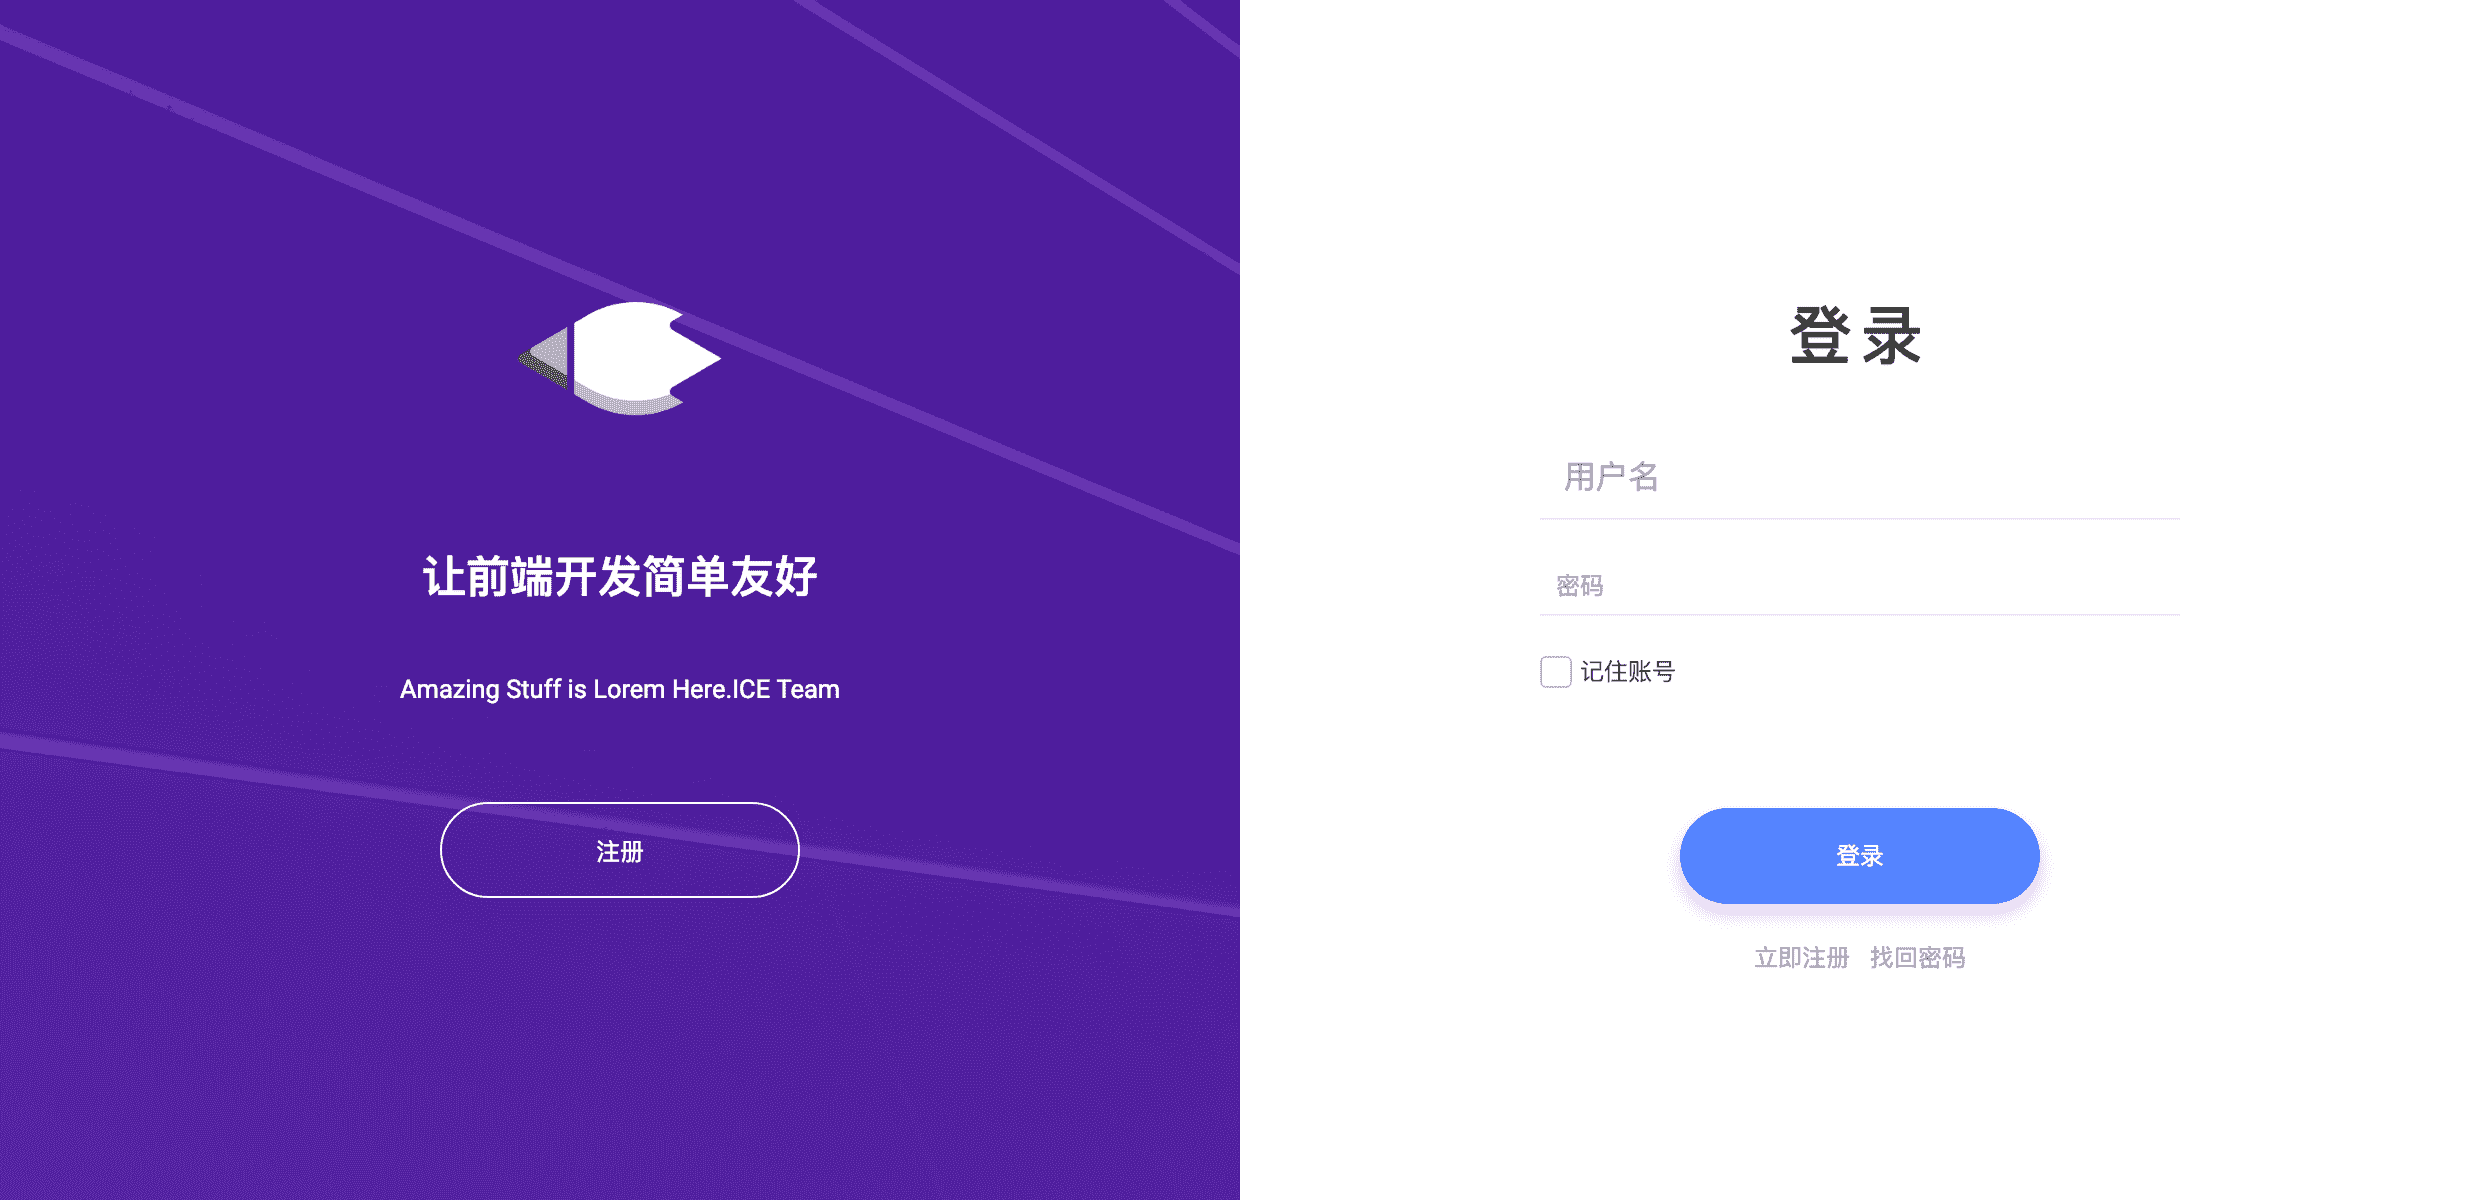 让前端开发简单友好
Amazing Stuff is Lorem Here.ICE Team
注册
登录
用户名
密码
记住账号
登录
立即注册 找回密码